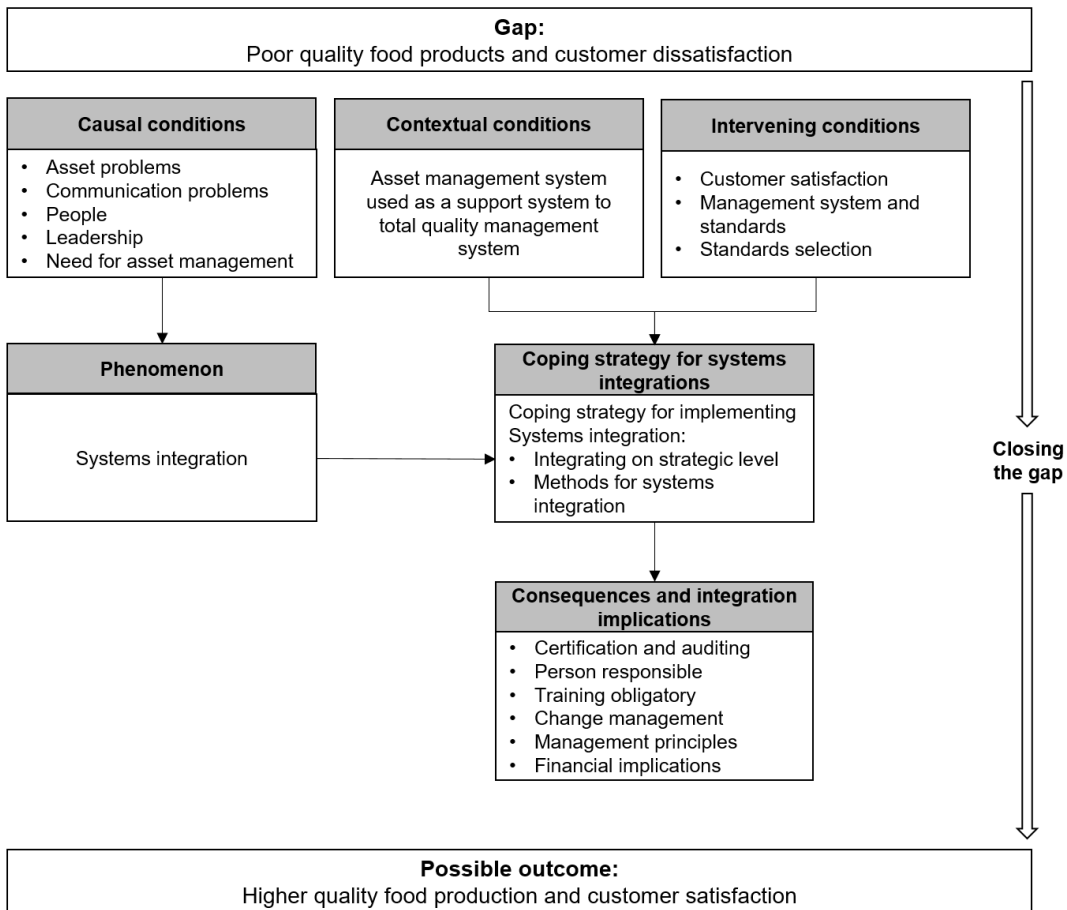 Gap:
Poor quality food products and customer dissatisfaction
Causal conditions
• Asset problems
• Communication problems
• People
• Leadership
• Need for asset management
Contextual conditions
Asset management system
used as a support system to
total quality management
system
Intervening conditions
• Customer satisfaction
• Management system and
standards
• Standards selection
Phenomenon
Systems integration
Coping strategy for systems
integrations
Coping strategy for implementing
Systems integration:
• Integrating on strategic level
• Methods for systems
integration
Closing
the gap
Consequences and integration
implications
• Certification and auditing
• Person responsible
• Training obligatory
• Change management
• Management principles
• Financial implications
Possible outcome:
Higher quality food production and customer satisfaction